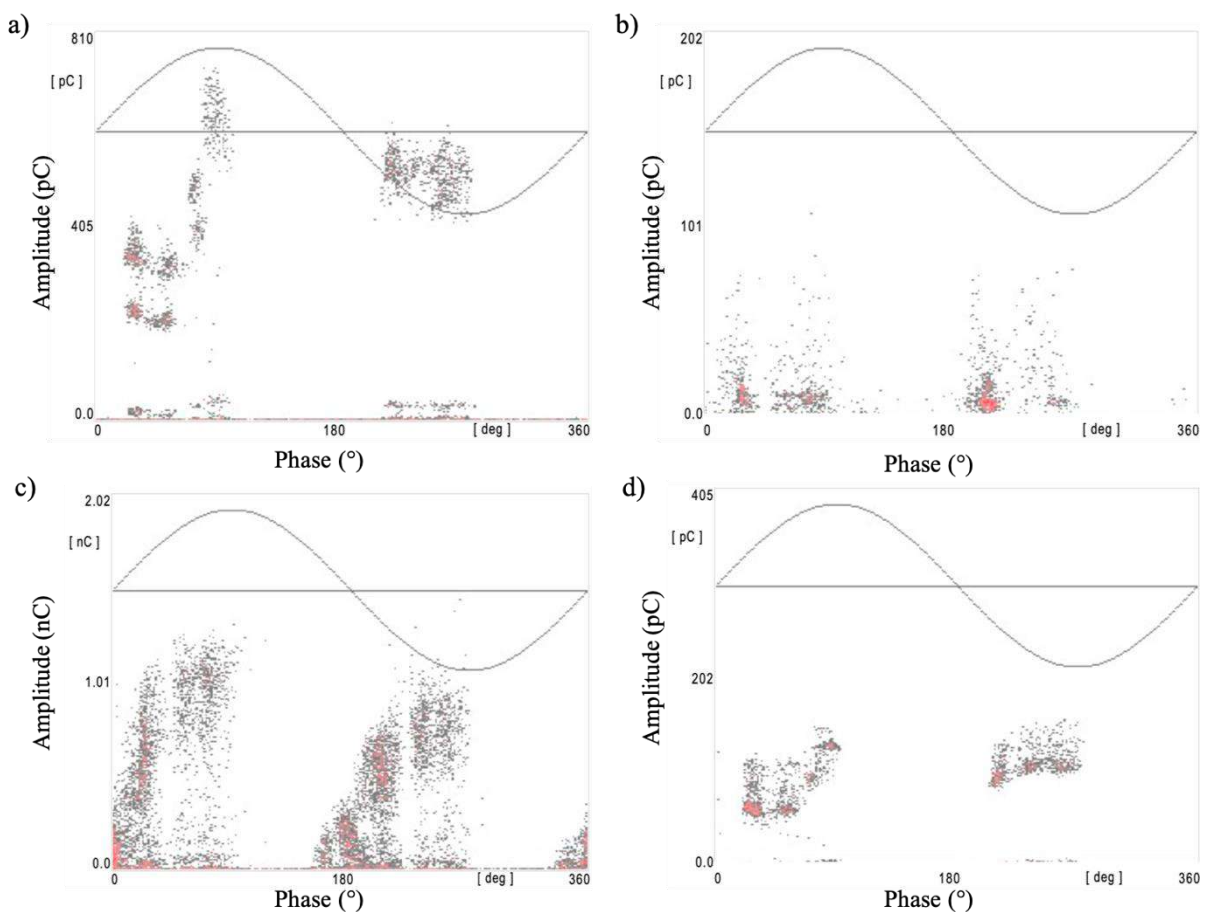 a)
810
[ pC ]
Amplitude (pC)
405
0.0
0 180 [ deg ] 360
Phase (°)
b)
202
[ pC ]
Amplitude (pC)
101
0.0
0 180 [ deg ] 360
Phase (°)
c)
2.02
[ nC ]
Amplitude (nC)
1.01
0.0
0 180 [ deg ] 360
Phase (°)
d)
405
[ pC ]
Amplitude (pC)
202
0.0
0 180 [ deg ] 360
Phase (°)